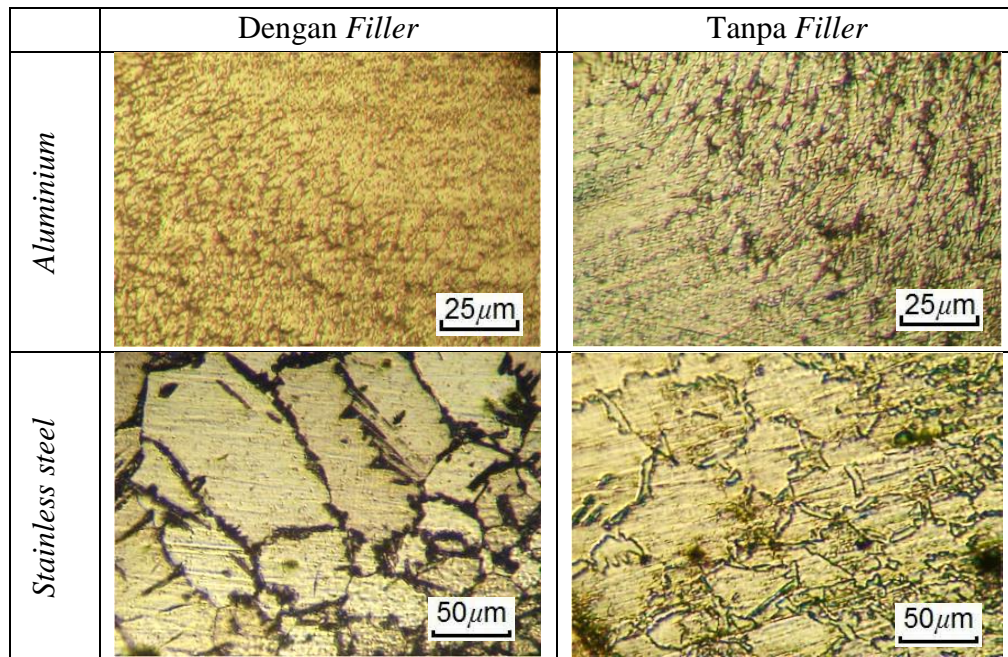 Dengan Filler
Tanpa Filler
Aluminium
25μm
25μm
Stainless steel
50μm
50μm